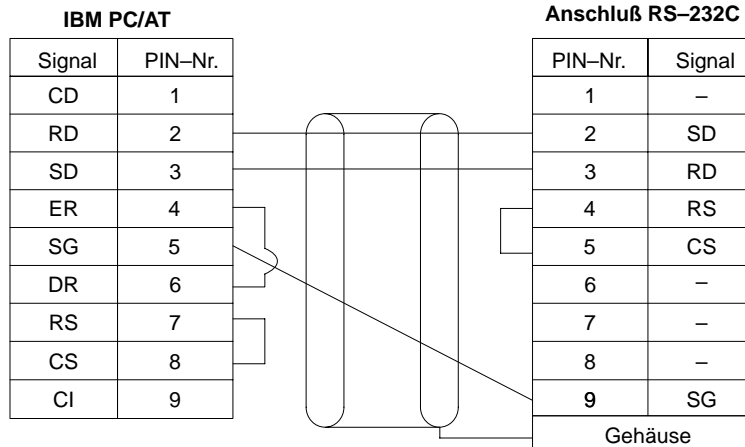 IBM PC/AT Anschluß RS–232C
Signal PIN–Nr. PIN–Nr. Signal
CD 1 1 –
RD 2 2 SD
SD 3 3 RD
ER 4 4 RS
SG 5 5 CS
DR 6 6 –
RS 7 7 –
CS 8 8 –
CI 9 9 SG
Gehäuse